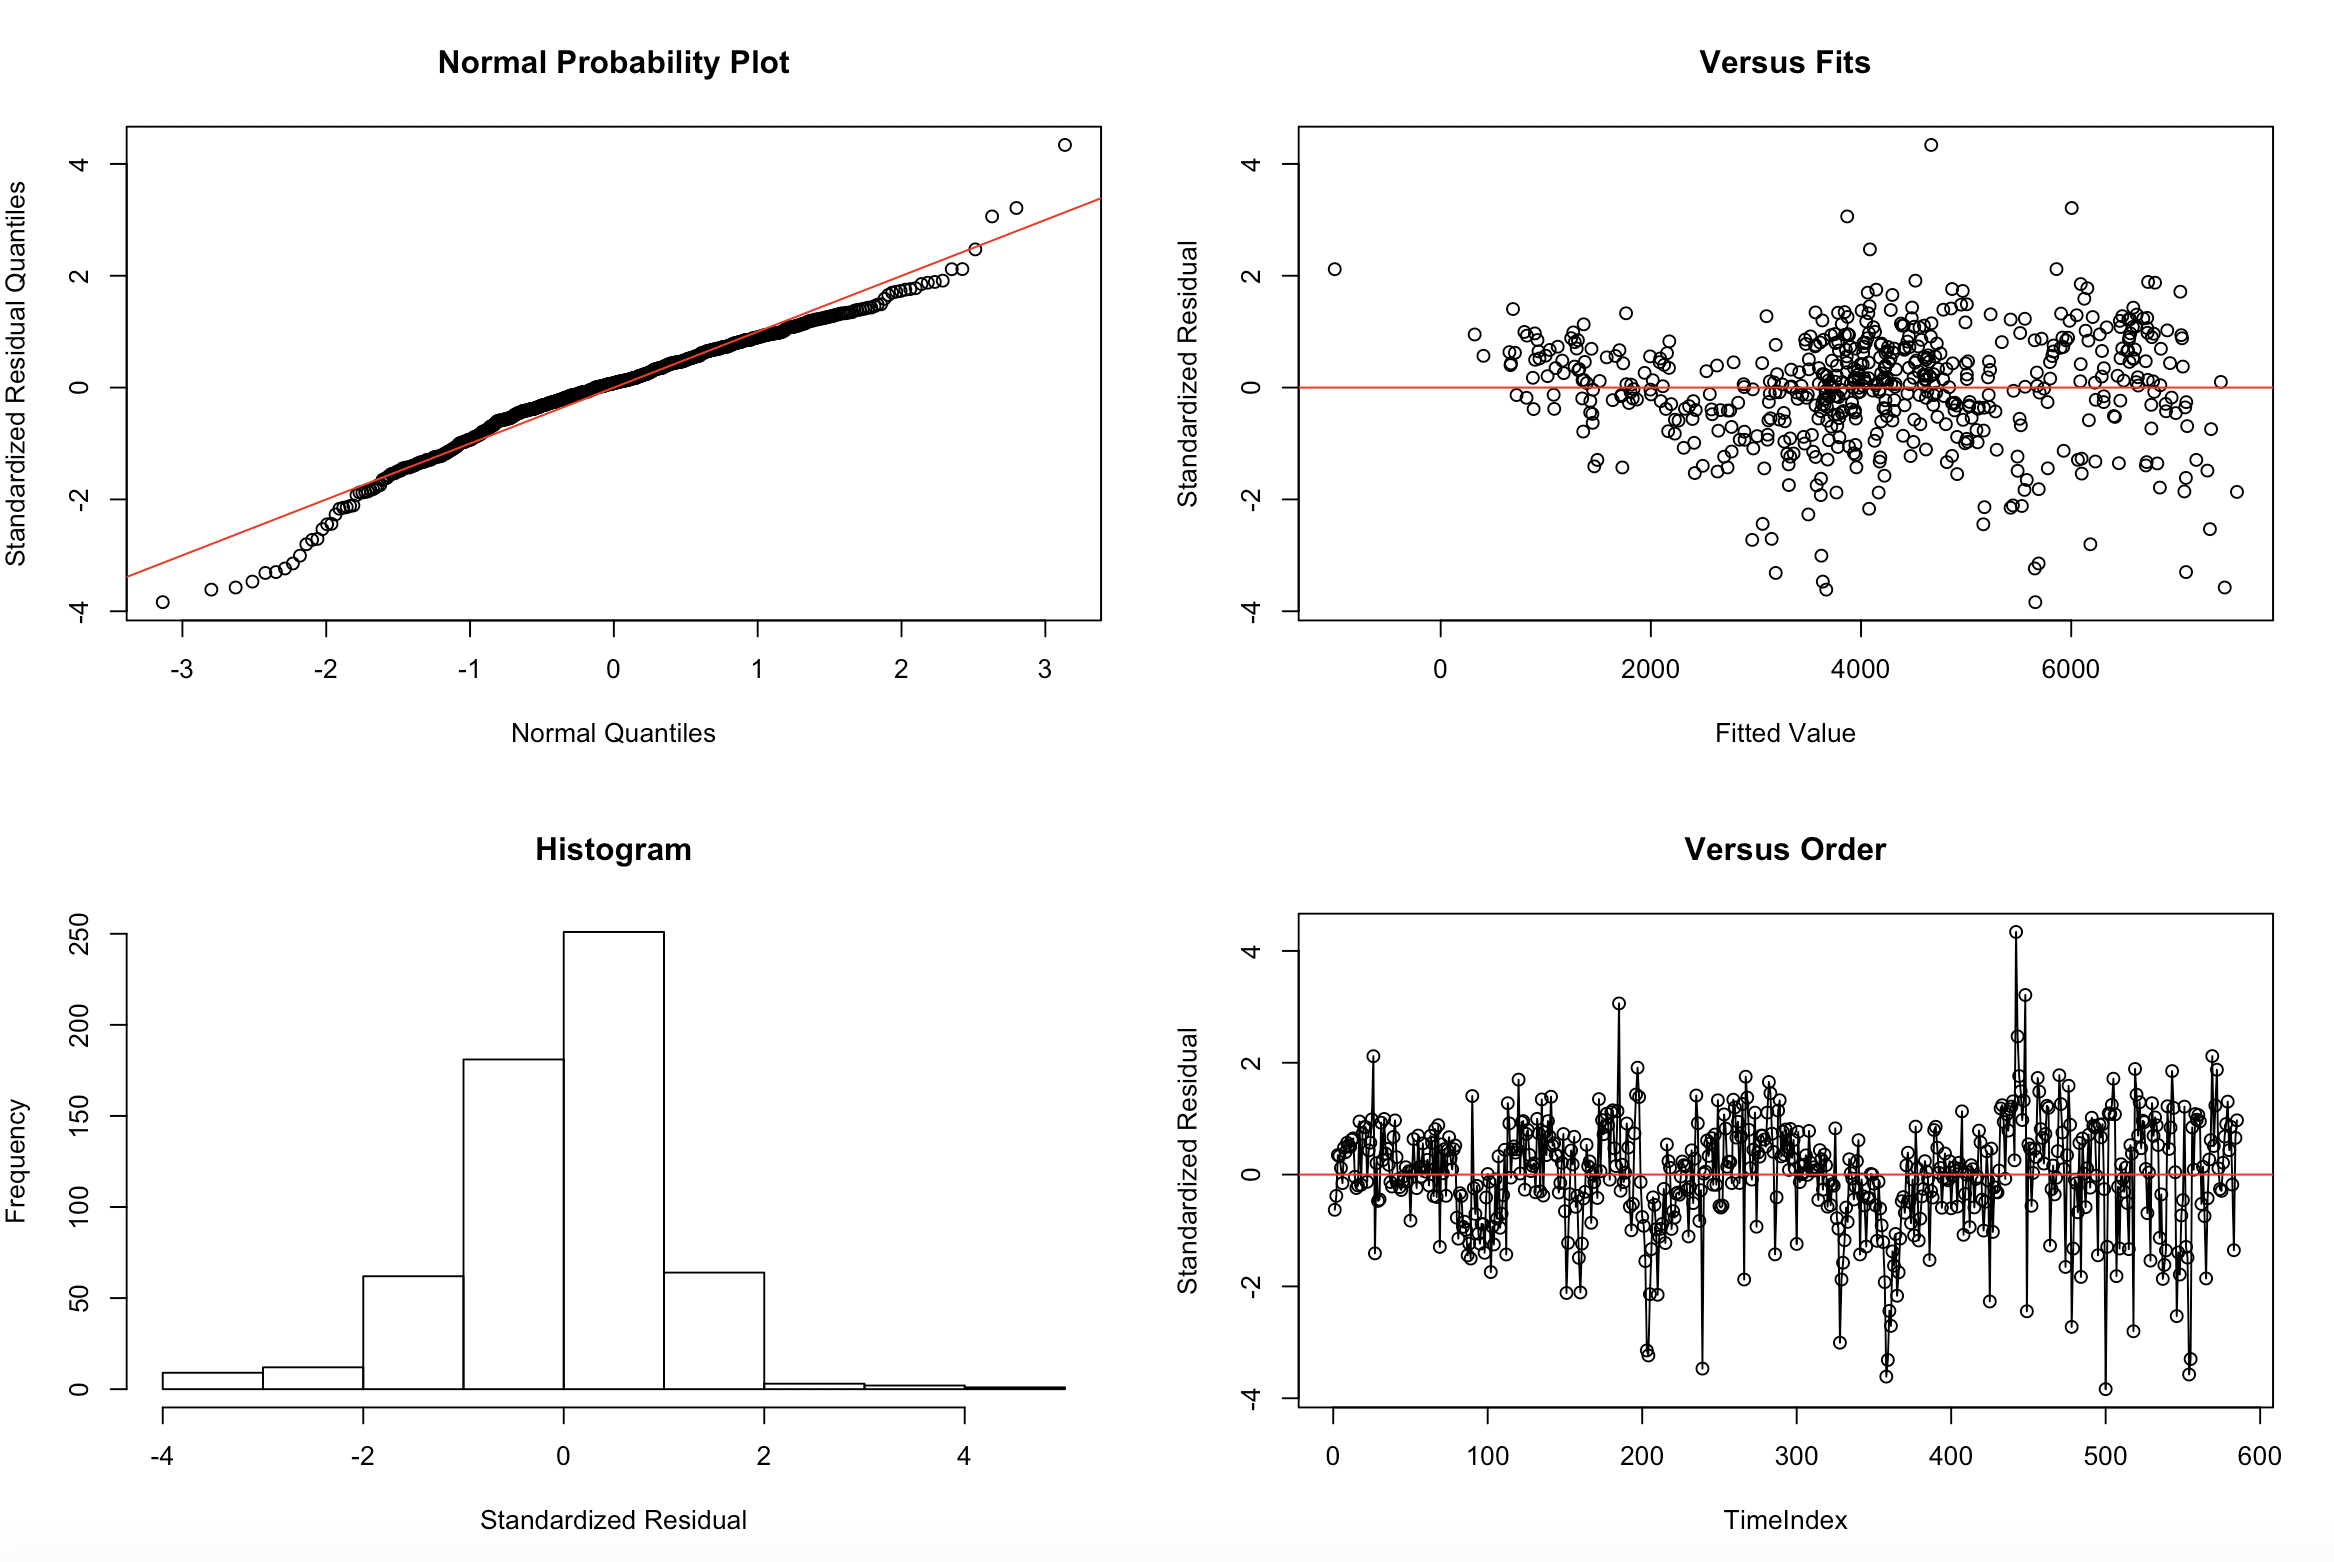 Normal Probability Plot
Standardized Residual Quantiles
4
2
0
-2
-4
-3 -2 -1 0 1 2 3
Normal Quantiles
Versus Fits
Standardized Residual
4
2
0
-2
-4
0 2000 4000 6000
Fitted Value
Histogram
Frequency
250
200
150
100
50
0
-4 -2 0 2 4
Standardized Residual
Versus Order
Standardized Residual
4
2
0
-2
-4
0 100 200 300 400 500 600
TimeIndex